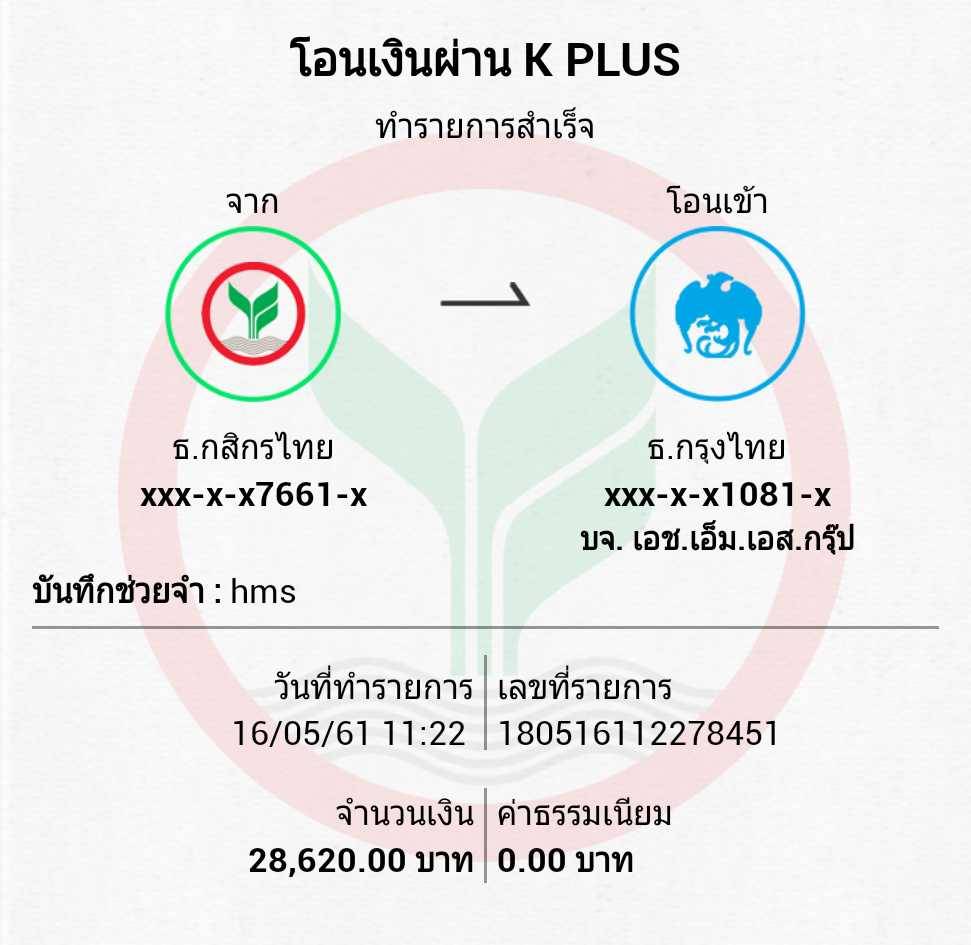 โอนเงินผ่าน K PLUS
ทำรายการสำเร็จ
จาก
โอนเข้า
ธ.กสิกรไทย
xxx-x-x7661-x
ธ.กรุงไทย
xxx-x-x1081-x
บจ. เอช.เอ็ม.เอส.กรุ๊ป
บันทึกช่วยจำ : hms
วันที่ทำรายการ
16/05/61 11:22
เลขที่รายการ
180516112278451
จำนวนเงิน
28,620.00 บาท
ค่าธรรมเนียม
0.00 บาท